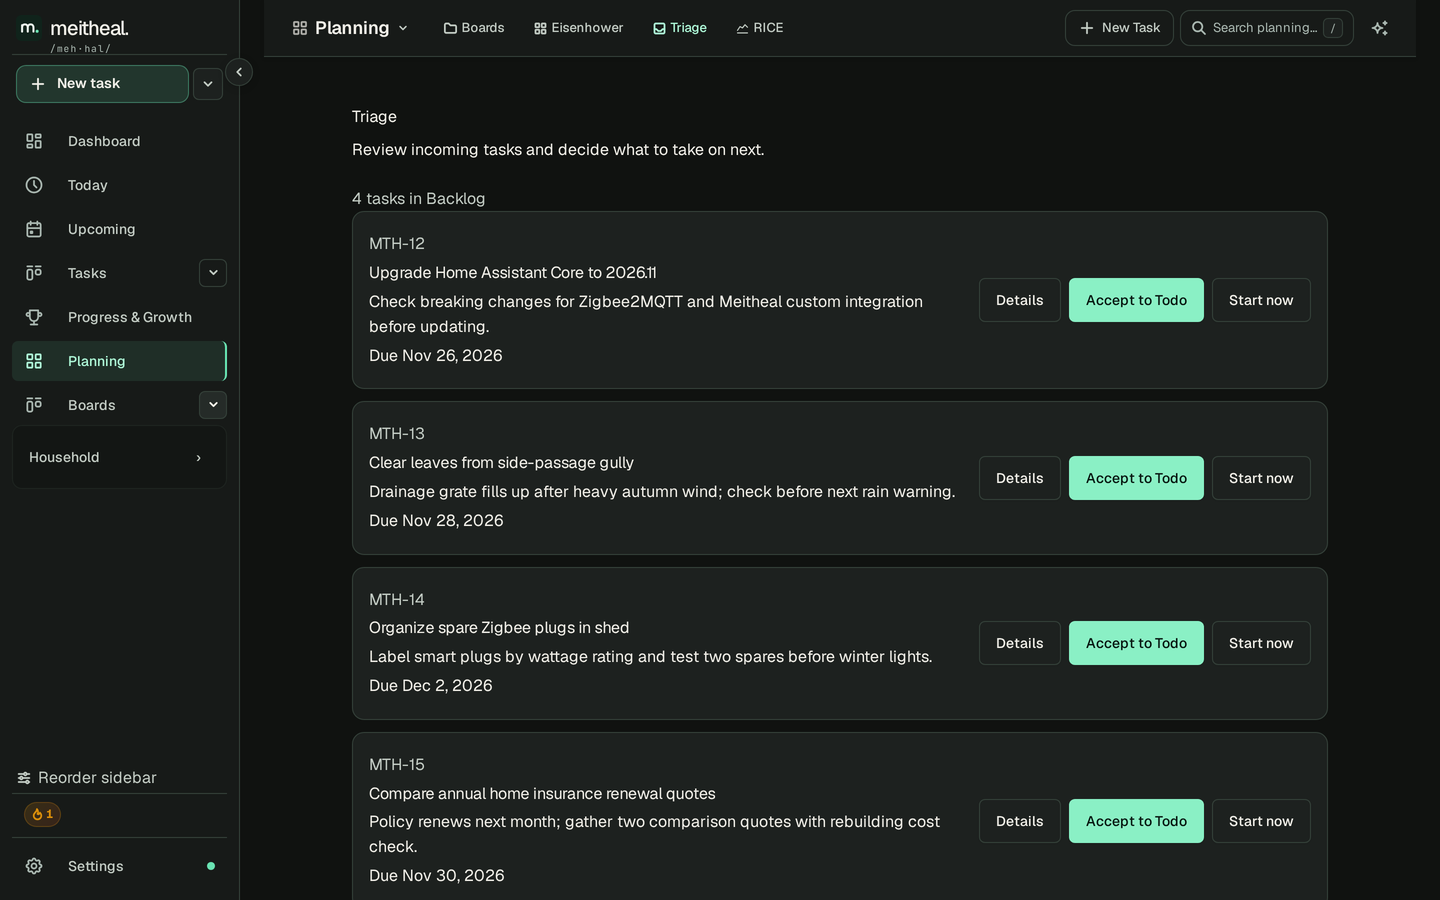 m. meitheal.
/meh·hal/
New task
Dashboard
Today
Upcoming
Tasks
Progress & Growth
Planning
Boards
Household
Reorder sidebar
1
Settings
Planning
Boards
Eisenhower
Triage
RICE
New Task
Search planning...
/
Triage
Review incoming tasks and decide what to take on next.
4 tasks in Backlog
MTH-12
Upgrade Home Assistant Core to 2026.11
Check breaking changes for Zigbee2MQTT and Meitheal custom integration
before updating.
Due Nov 26, 2026
Details
Accept to Todo
Start now
MTH-13
Clear leaves from side-passage gully
Drainage grate fills up after heavy autumn wind; check before next rain warning.
Due Nov 28, 2026
Details
Accept to Todo
Start now
MTH-14
Organize spare Zigbee plugs in shed
Label smart plugs by wattage rating and test two spares before winter lights.
Due Dec 2, 2026
Details
Accept to Todo
Start now
MTH-15
Compare annual home insurance renewal quotes
Policy renews next month; gather two comparison quotes with rebuilding cost
check.
Due Nov 30, 2026
Details
Accept to Todo
Start now